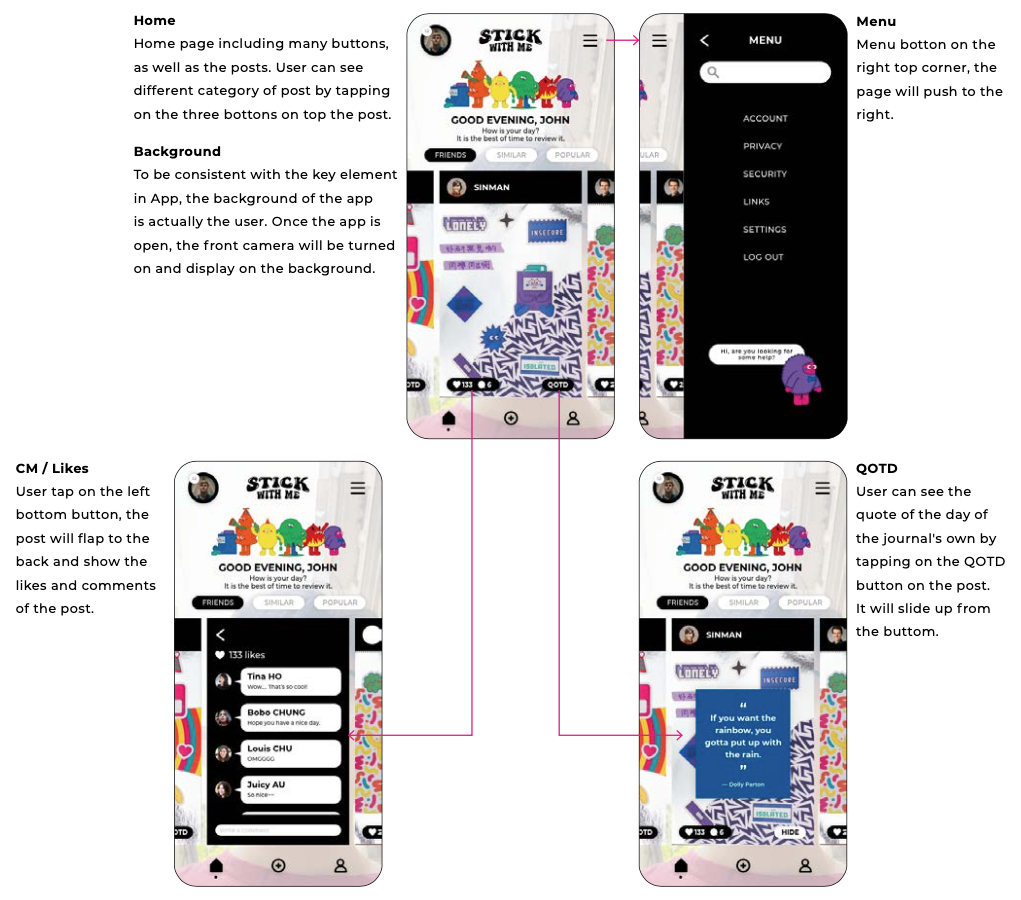 Home
Home page including many buttons,
as well as the posts. User can see
different category of post by tapping
on the three bottons on top the post.
Background
To be consistent with the key element
in App, the background of the app
is actually the user. Once the app is
open, the front camera will be turned
on and display on the background.
STICK
WITH ME
GOOD EVENING, JOHN
How is your day?
It is the best of time to review it.
FRIENDS
SIMILAR
POPULAR
SINMAN
LONELY
INSECURE
ISOLATED
OTD
133
6
QOTD
2
MENU
ULAR
ACCOUNT
PRIVACY
SECURITY
LINKS
SETTINGS
LOG OUT
Hi, are you looking for
some help?
2
Menu
Menu botton on the
right top corner, the
page will push to the
right.
CM / Likes
User tap on the left
bottom button, the
post will flap to the
back and show the
likes and comments
of the post.
STICK
WITH ME
GOOD EVENING, JOHN
How is your day?
It is the best of time to review it.
FRIENDS
SIMILAR
POPULAR
133 likes
Tina HO
Wow... That's so cool!
Bobo CHUNG
Hope you have a nice day.
Louis CHU
OMGGGG
Juicy AU
So nice~~
OTD
2
STICK
WITH ME
GOOD EVENING, JOHN
How is your day?
It is the best of time to review it.
FRIENDS
SIMILAR
POPULAR
SINMAN
LONELY
INSECURE
“
If you want the
rainbow, you
gotta put up with
the rain.
”
— Dolly Parton
ISOLATED
OTD
133
6
HIDE
2
QOTD
User can see the
quote of the day of
the journal's own by
tapping on the QOTD
button on the post.
It will slide up from
the buttom.